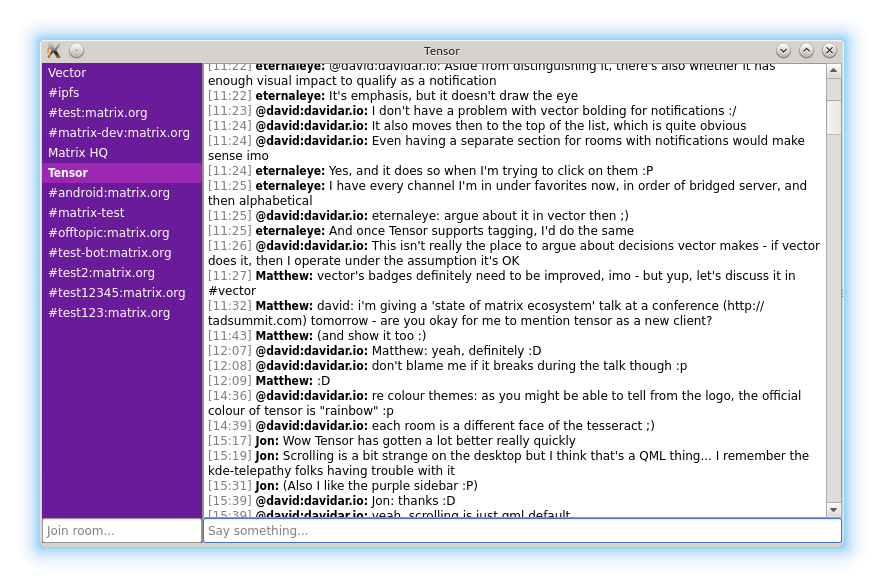 Tensor
Vector
#ipfs
#test:matrix.org
#matrix-dev:matrix.org
Matrix HQ
Tensor
#android:matrix.org
#matrix-test
#offtopic:matrix.org
#test-bot:matrix.org
#test2:matrix.org
#test12345:matrix.org
#test123:matrix.org
Join room...
[11:22] eternaleye: @david:davidar.io: Aside from distinguishing it, there's also whether it has
enough visual impact to qualify as a notification
[11:22] eternaleye: It's emphasis, but it doesn't draw the eye
[11:23] @david:davidar.io: I don't have a problem with vector bolding for notifications :/
[11:24] @david:davidar.io: It also moves then to the top of the list, which is quite obvious
[11:24] @david:davidar.io: Even having a separate section for rooms with notifications would make
sense imo
[11:24] eternaleye: Yes, and it does so when I'm trying to click on them :P
[11:25] eternaleye: I have every channel I'm in under favorites now, in order of bridged server, and
then alphabetical
[11:25] @david:davidar.io: eternaleye: argue about it in vector then ;)
[11:25] eternaleye: And once Tensor supports tagging, I'd do the same
[11:26] @david:davidar.io: This isn't really the place to argue about decisions vector makes - if vector
does it, then I operate under the assumption it's OK
[11:27] Matthew: vector's badges definitely need to be improved, imo - but yup, let's discuss it in
#vector
[11:32] Matthew: david: i'm giving a 'state of matrix ecosystem' talk at a conference (http://
tadsummit.com) tomorrow - are you okay for me to mention tensor as a new client?
[11:43] Matthew: (and show it too :)
[12:07] @david:davidar.io: Matthew: yeah, definitely :D
[12:08] @david:davidar.io: don't blame me if it breaks during the talk though :p
[12:09] Matthew: :D
[14:36] @david:davidar.io: re colour themes: as you might be able to tell from the logo, the official
colour of tensor is "rainbow" :p
[14:39] @david:davidar.io: each room is a different face of the tesseract ;)
[15:17] Jon: Wow Tensor has gotten a lot better really quickly
[15:19] Jon: Scrolling is a bit strange on the desktop but I think that's a QML thing... I remember the
kde-telepathy folks having trouble with it
[15:31] Jon: (Also I like the purple sidebar :P)
[15:39] @david:davidar.io: Jon: thanks :D
[15:39] @david:davidar.io: yeah, scrolling is just qml default
Say something...